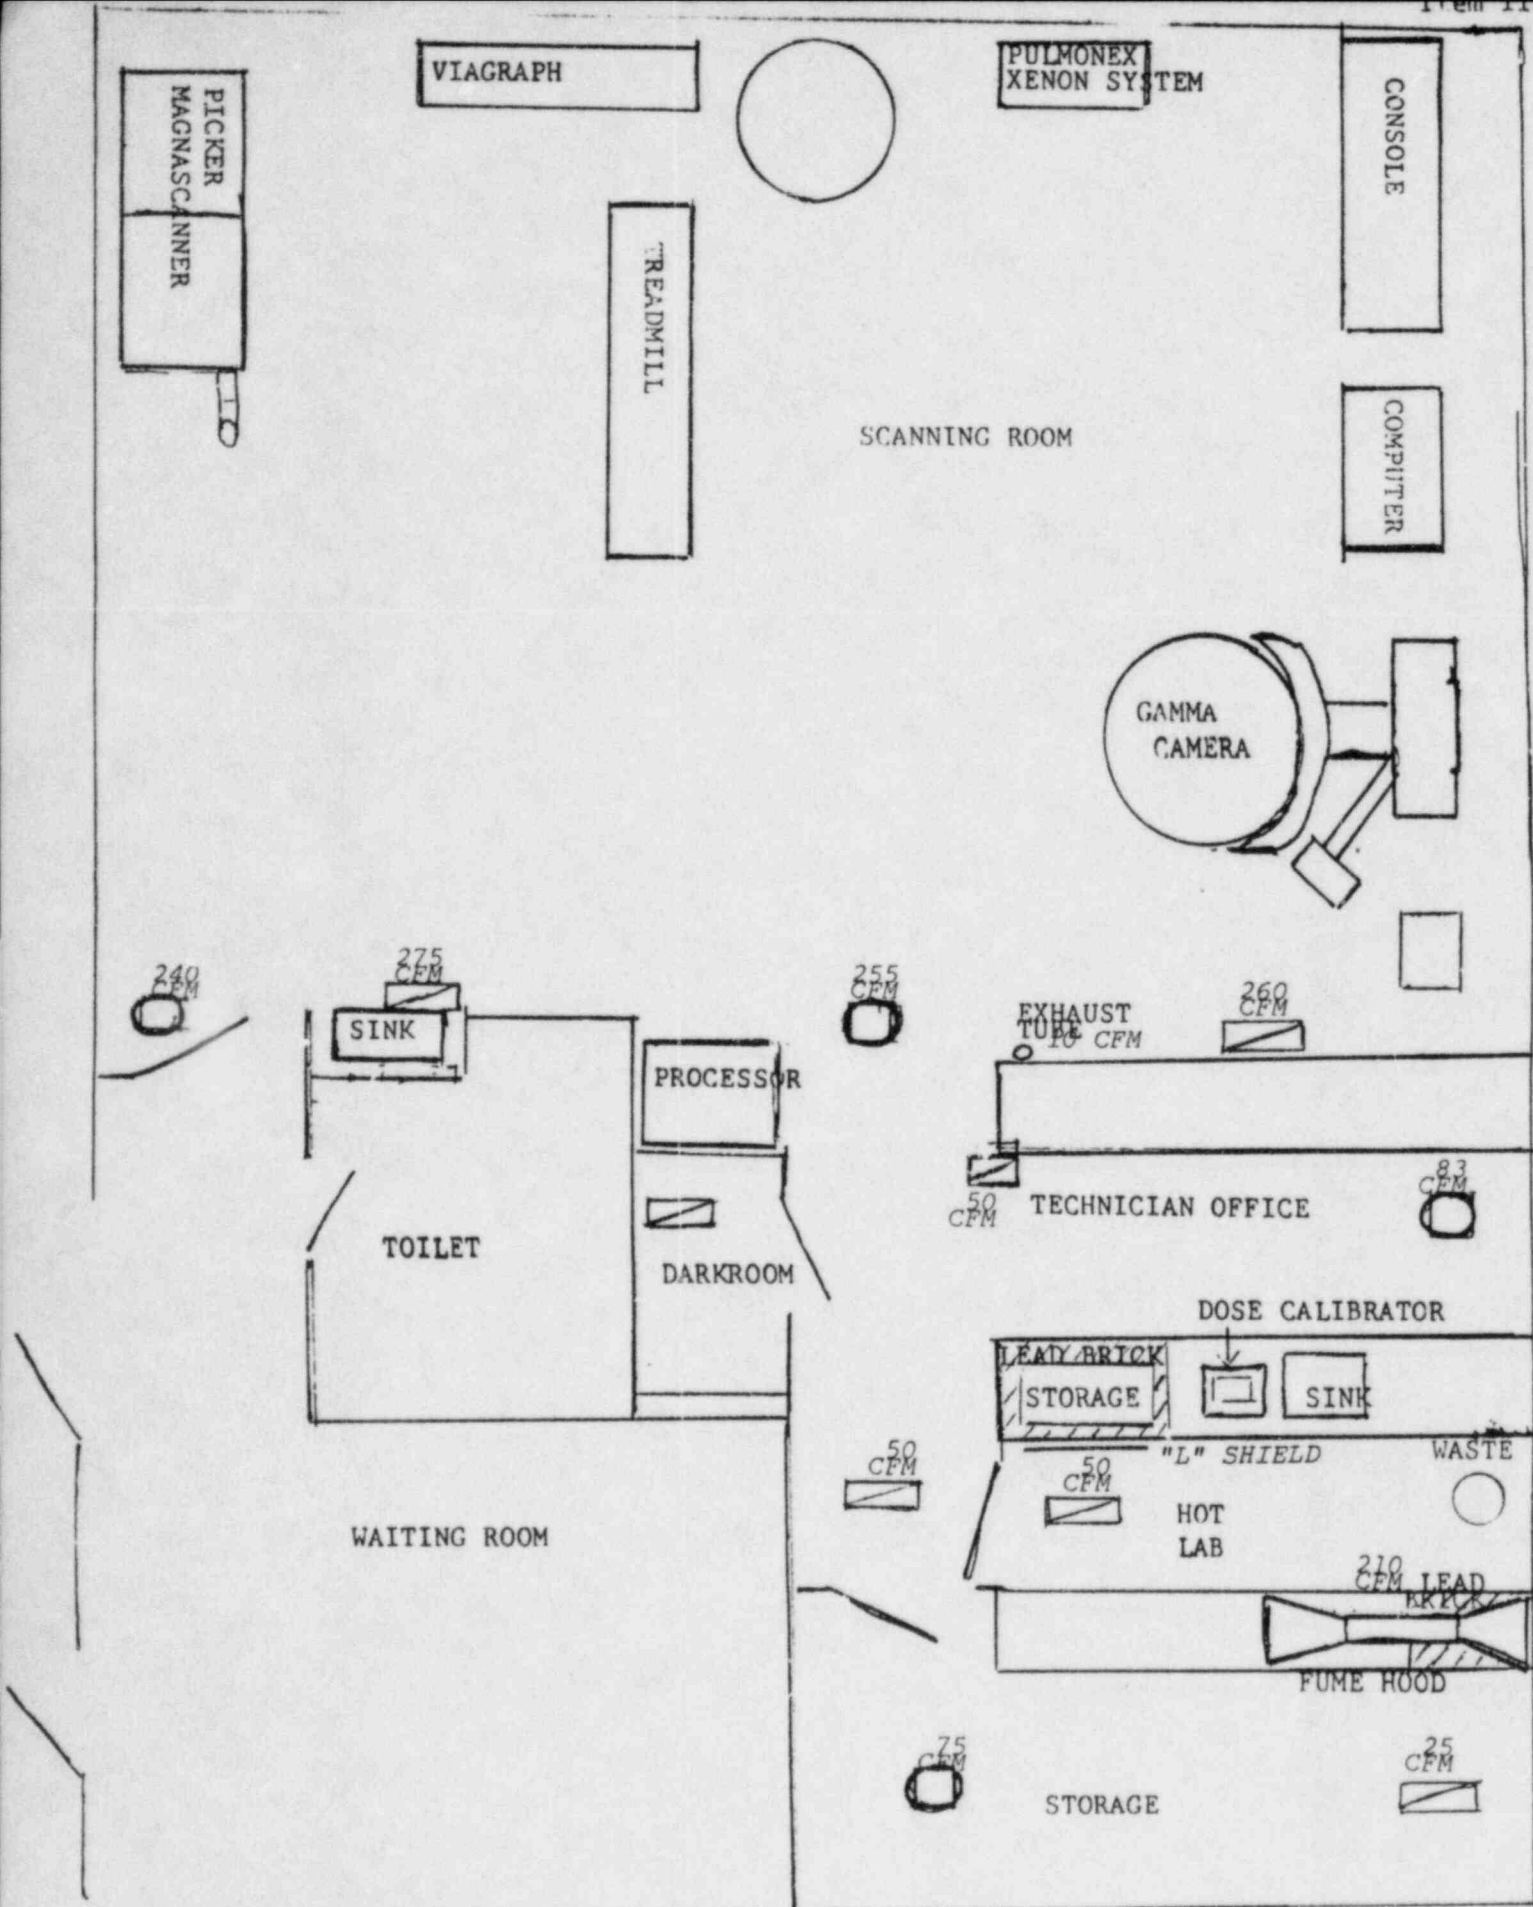 Item 11
VIAGRAPH
PULMONEX
XENON SYSTEM
PICKER
MAGNASCANNER
CONSOLE
TREADMILL
SCANNING ROOM
COMPUTER
GAMMA
CAMERA
240
CFM
275
CFM
255
CFM
260
CFM
EXHAUST
TUBE
10 CFM
SINK
PROCESSOR
50
CFM
TECHNICIAN OFFICE
83
CFM
TOILET
DARKROOM
DOSE CALIBRATOR
LEAD BRICK
STORAGE
SINK
"L" SHIELD
WASTE
50
CFM
50
CFM
HOT
LAB
WAITING ROOM
210
CFM
LEAD
BRICK
FUME HOOD
75
CFM
25
CFM
STORAGE